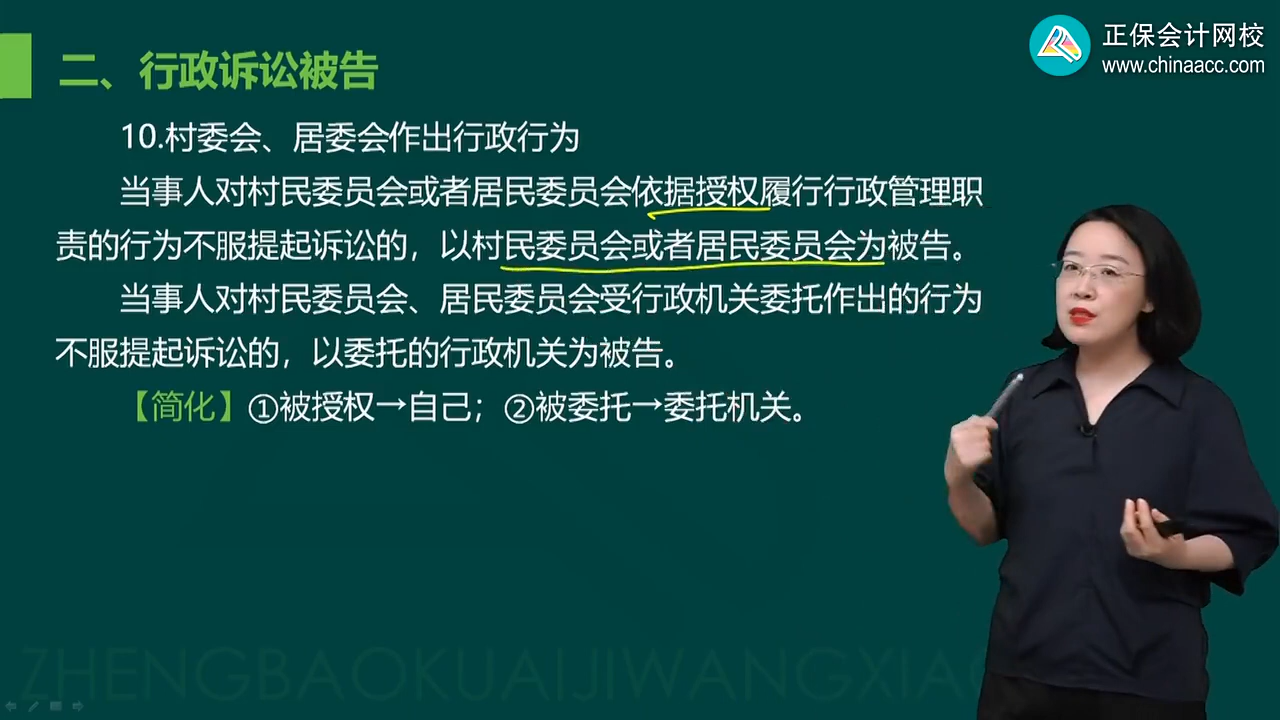 正保会计网校
www.chinaacc.com
二、行政诉讼被告
10.村委会、居委会作出行政行为
当事人对村民委员会或者居民委员会依据授权履行行政管理职
责的行为不服提起诉讼的，以村民委员会或者居民委员会为被告。
当事人对村民委员会、居民委员会受行政机关委托作出的行为
不服提起诉讼的，以委托的行政机关为被告。
【简化】①被授权→自己；②被委托→委托机关。
ZHENGBAOKUAIJIWANGXIAO